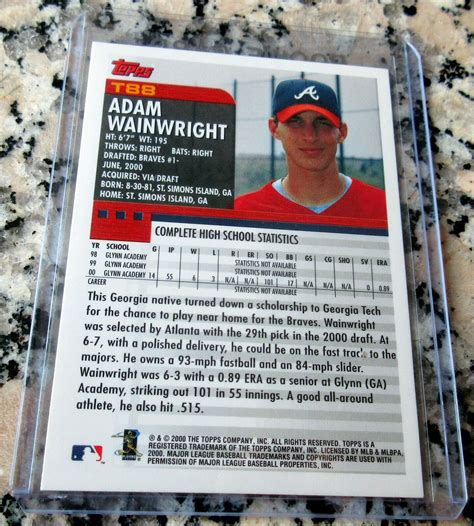 Topps
T88
ADAM
WAINWRIGHT
HT: 6'7" WT: 195
THROWS: RIGHT BATS: RIGHT
DRAFTED: BRAVES #1-
JUNE, 2000
ACQUIRED: VIA/DRAFT
BORN: 8-30-81, ST. SIMONS ISLAND, GA
HOME: ST. SIMONS ISLAND, GA
A
COMPLETE HIGH SCHOOL STATISTICS
YR SCHOOL G IP W L R ER SO BB GS CG SHO SV ERA
98 GLYNN ACADEMY STATISTICS NOT AVAILABLE
99 GLYNN ACADEMY STATISTICS NOT AVAILABLE
00 GLYNN ACADEMY 14 55 6 3 N/A N/A 101 17 N/A N/A N/A 0 0.89
CAREER STATISTICS NOT AVAILABLE
This Georgia native turned down a scholarship to Georgia Tech
for the chance to play near home for the Braves. Wainwright
was selected by Atlanta with the 29th pick in the 2000 draft. At
6-7, with a polished delivery, he could be on the fast track to the
majors. He owns a 93-mph fastball and an 84-mph slider.
Wainwright was 6-3 with a 0.89 ERA as a senior at Glynn (GA)
Academy, striking out 101 in 55 innings. A good all-around
athlete, he also hit .515.
® & © 2000 THE TOPPS COMPANY, INC. ALL RIGHTS RESERVED. TOPPS IS A
REGISTERED TRADEMARK OF THE TOPPS COMPANY, INC. LICENSED BY MLB & MLBPA,
2000. MAJOR LEAGUE BASEBALL TRADEMARKS AND COPYRIGHTS ARE USED WITH
PERMISSION OF MAJOR LEAGUE BASEBALL PROPERTIES, INC.